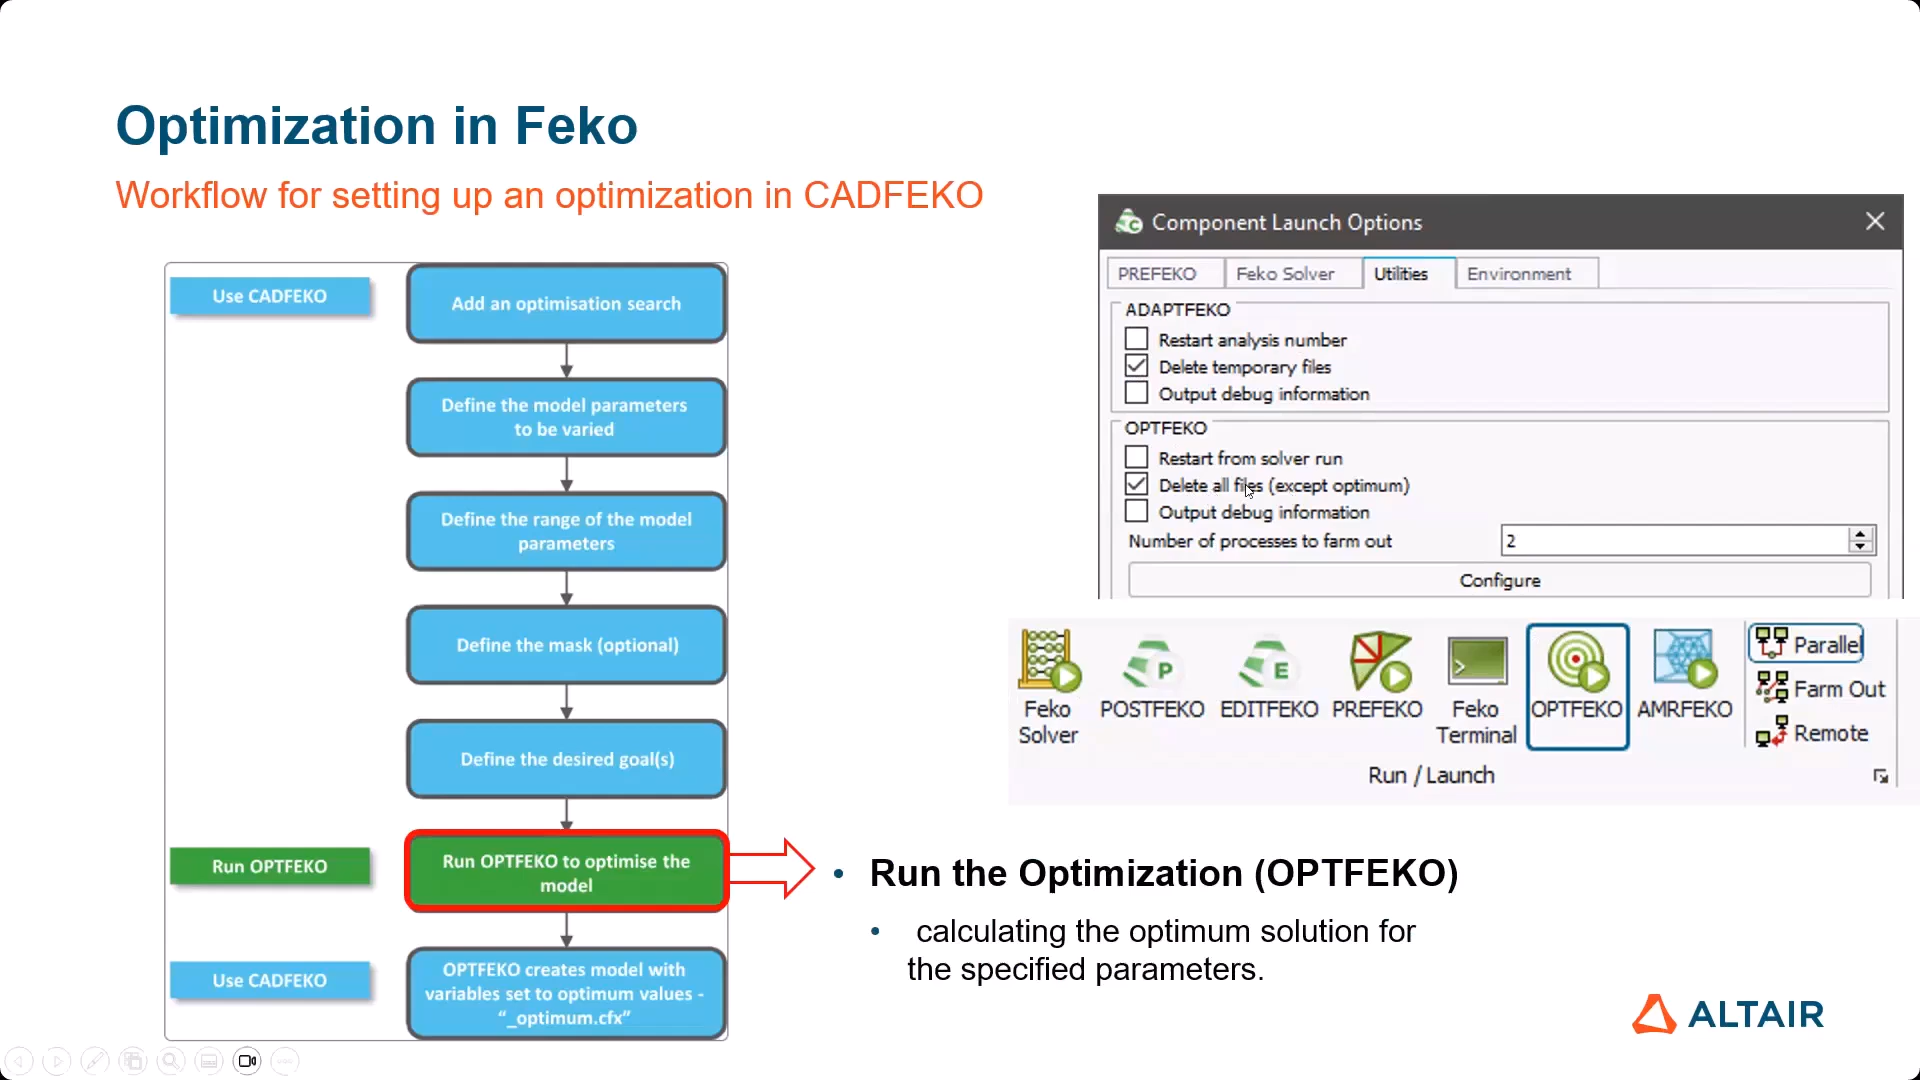 Optimization in Feko
Workflow for setting up an optimization in CADFEKO
Use CADFEKO
Add an optimisation search
Define the model parameters
to be varied
Define the range of the model
parameters
Define the mask (optional)
Define the desired goal(s)
Run OPTFEKO
Run OPTFEKO to optimise the
model
Use CADFEKO
OPTFEKO creates model with
variables set to optimum values -
“_optimum.cfx”
Component Launch Options
PREFEKO
Feko Solver
Utilities
Environment
ADAPTFEKO
Restart analysis number
Delete temporary files
Output debug information
OPTFEKO
Restart from solver run
Delete all files (except optimum)
Output debug information
Number of processes to farm out
2
Configure
Feko
Solver
POSTFEKO
EDITFEKO
PREFEKO
Feko
Terminal
OPTFEKO
AMRFEKO
Parallel
Farm Out
Remote
Run / Launch
• Run the Optimization (OPTFEKO)
• calculating the optimum solution for
the specified parameters.
ALTAIR